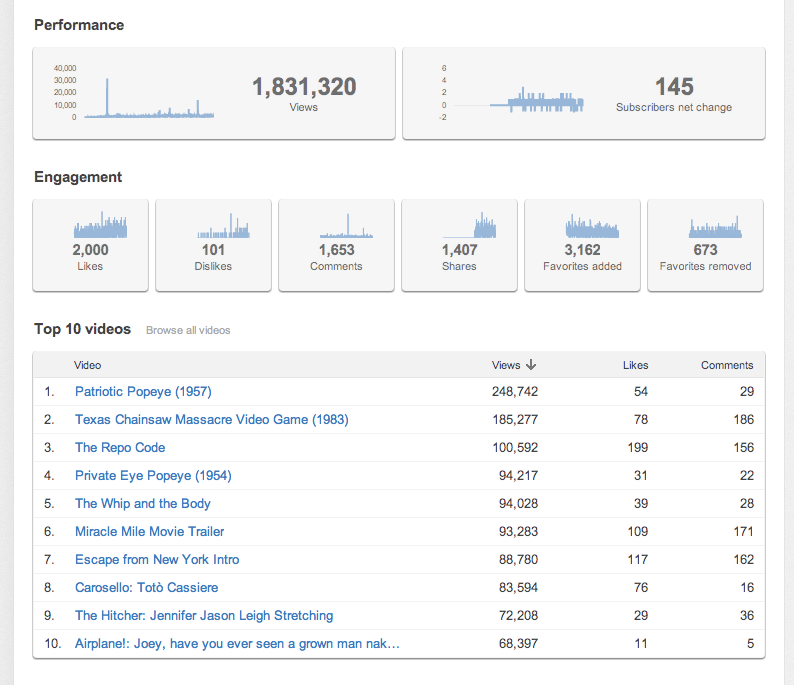 Performance
40,000
30,000
20,000
10,000
0
1,831,320
Views
6
4
2
0
-2
145
Subscribers net change
Engagement
2,000
Likes
101
Dislikes
1,653
Comments
1,407
Shares
3,162
Favorites added
673
Favorites removed
Top 10 videos Browse all videos
Video Views Likes Comments
1. Patriotic Popeye (1957) 248,742 54 29
2. Texas Chainsaw Massacre Video Game (1983) 185,277 78 186
3. The Repo Code 100,592 199 156
4. Private Eye Popeye (1954) 94,217 31 22
5. The Whip and the Body 94,028 39 28
6. Miracle Mile Movie Trailer 93,283 109 171
7. Escape from New York Intro 88,780 117 162
8. Carosello: Totò Cassiere 83,594 76 16
9. The Hitcher: Jennifer Jason Leigh Stretching 72,208 29 36
10. Airplane!: Joey, have you ever seen a grown man nak… 68,397 11 5